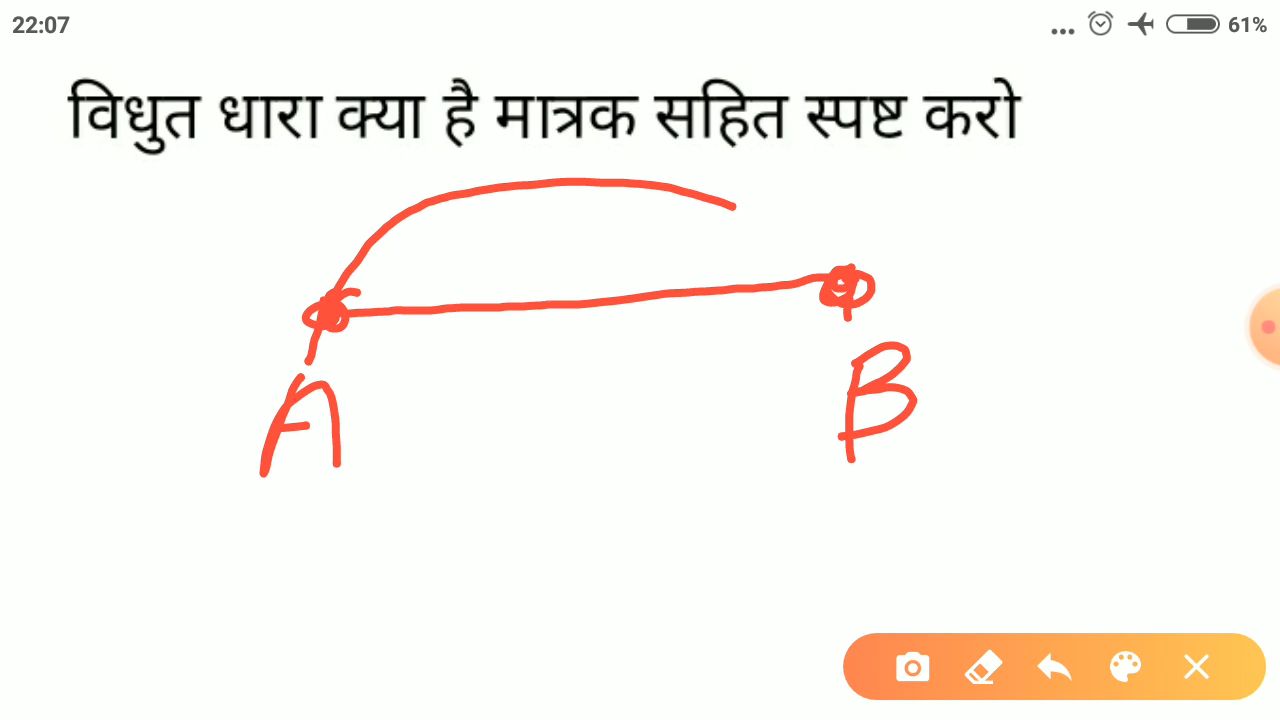 22:07
61%
विधुत धारा क्या है मात्रक सहित स्पष्ट करो
A
B